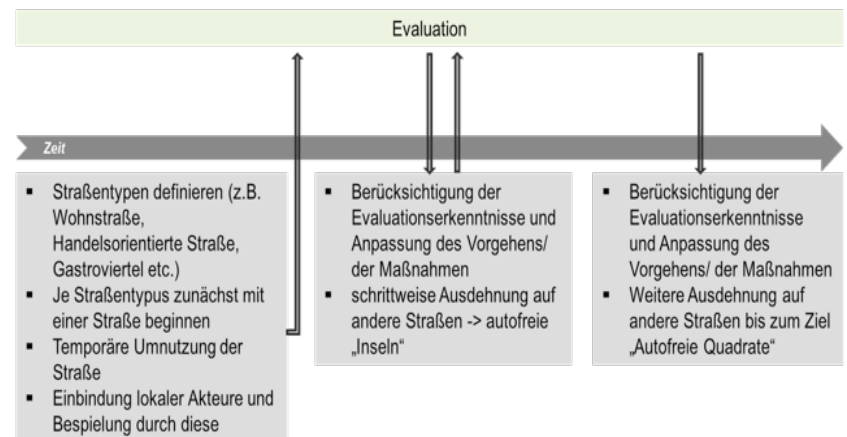 Evaluation
Zeit
▪ Straßentypen definieren (z.B.
Wohnstraße,
Handelsorientierte Straße,
Gastroviertel etc.)
▪ Je Straßentypus zunächst mit
einer Straße beginnen
▪ Temporäre Umnutzung der
Straße
▪ Einbindung lokaler Akteure und
Bespielung durch diese
▪ Berücksichtigung der
Evaluationserkenntnisse und
Anpassung des Vorgehens/
der Maßnahmen
▪ schrittweise Ausdehnung auf
andere Straßen -> autofreie
„Inseln“
▪ Berücksichtigung der
Evaluationserkenntnisse
und Anpassung des
Vorgehens/ der Maßnahmen
▪ Weitere Ausdehnung auf
andere Straßen bis zum Ziel
„Autofreie Quadrate“